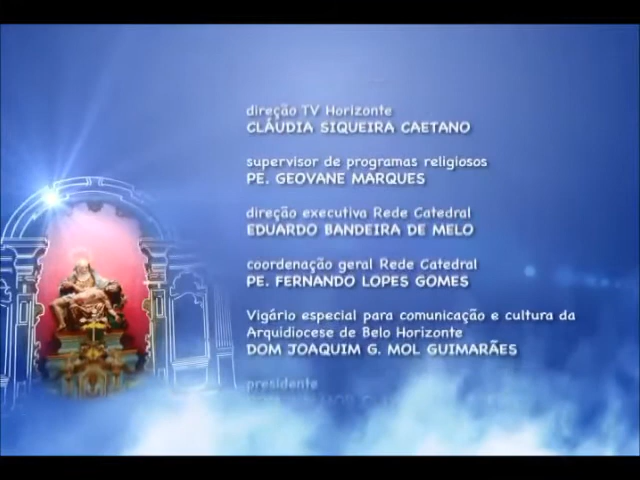 direção TV Horizonte
CLÁUDIA SIQUEIRA CAETANO
supervisor de programas religiosos
PE. GEOVANE MARQUES
direção executiva Rede Catedral
EDUARDO BANDEIRA DE MELO
coordenação geral Rede Catedral
PE. FERNANDO LOPES GOMES
Vigário especial para comunicação e cultura da
Arquidiocese de Belo Horizonte
DOM JOAQUIM G. MOL GUIMARÃES
presidente